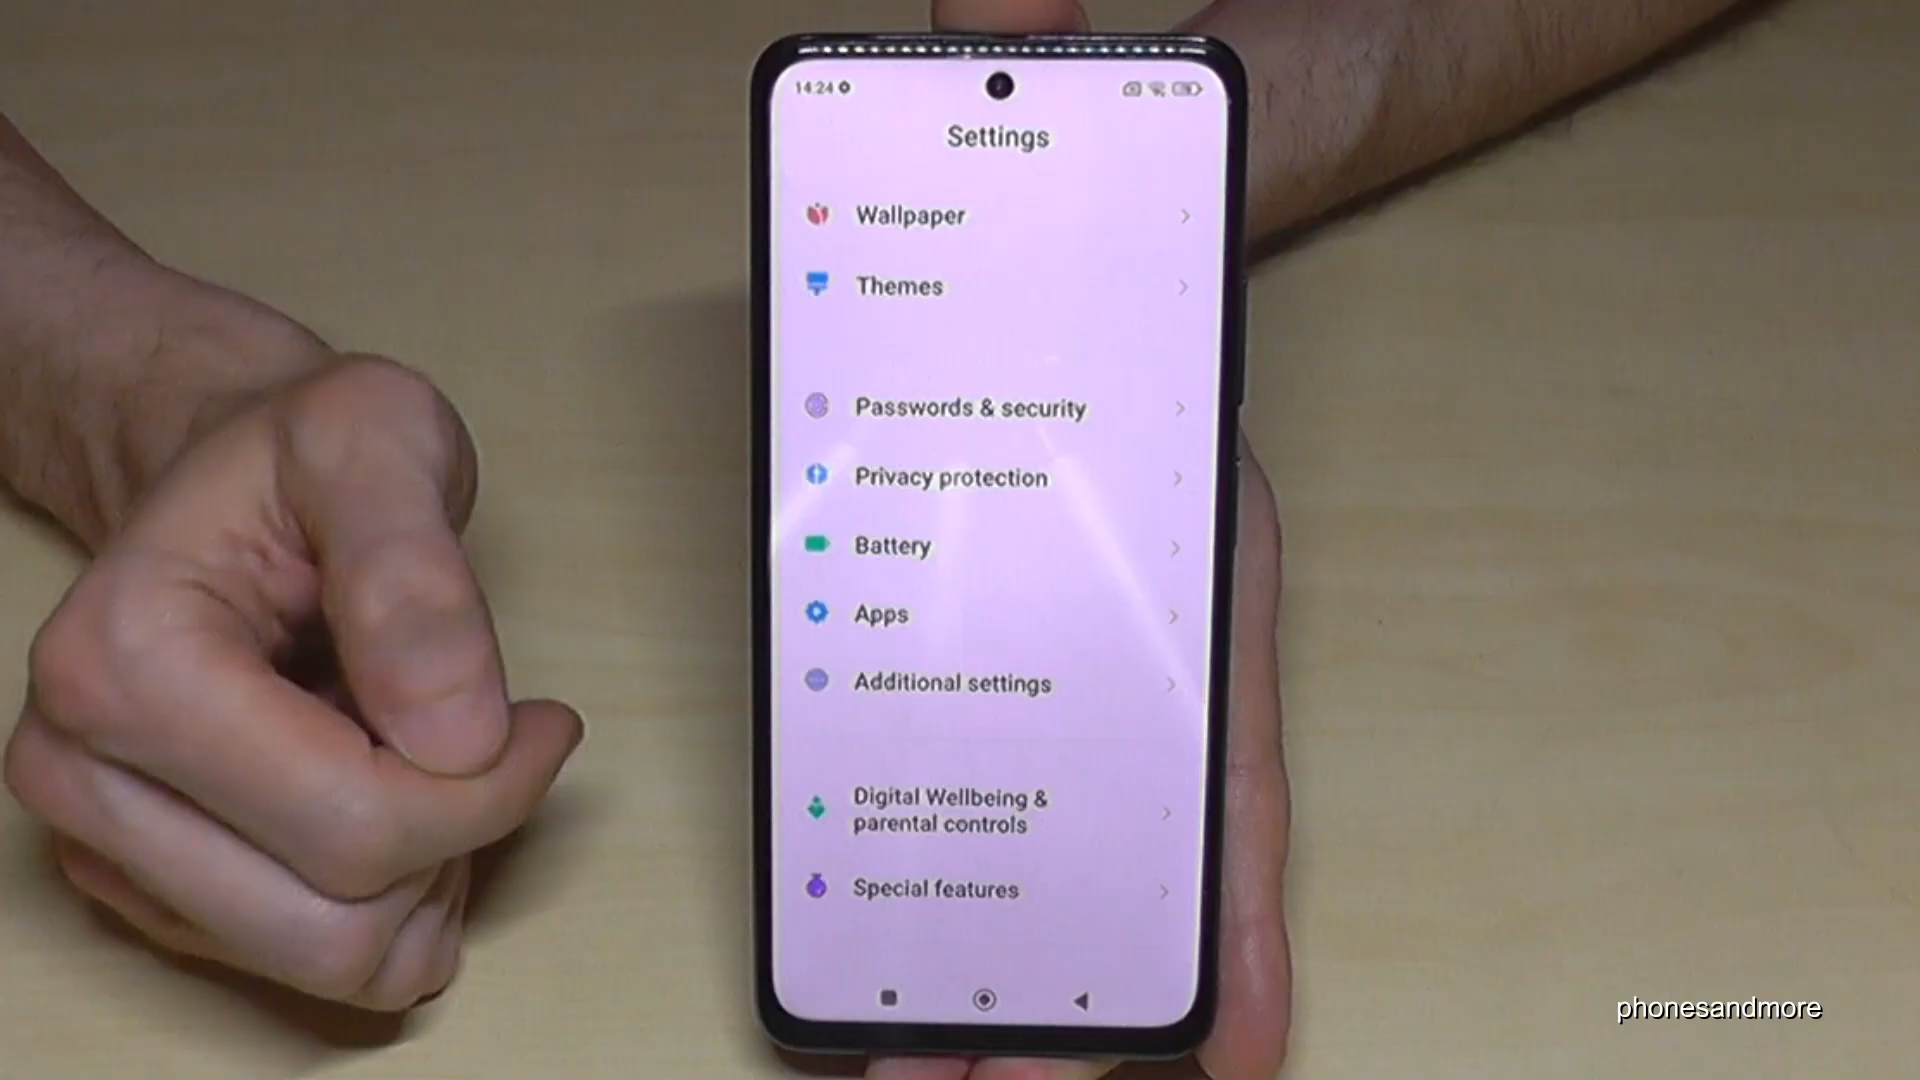 14:24
Settings
Wallpaper
Themes
Passwords & security
Privacy protection
Battery
Apps
Additional settings
Digital Wellbeing &
parental controls
Special features
phonesandmore